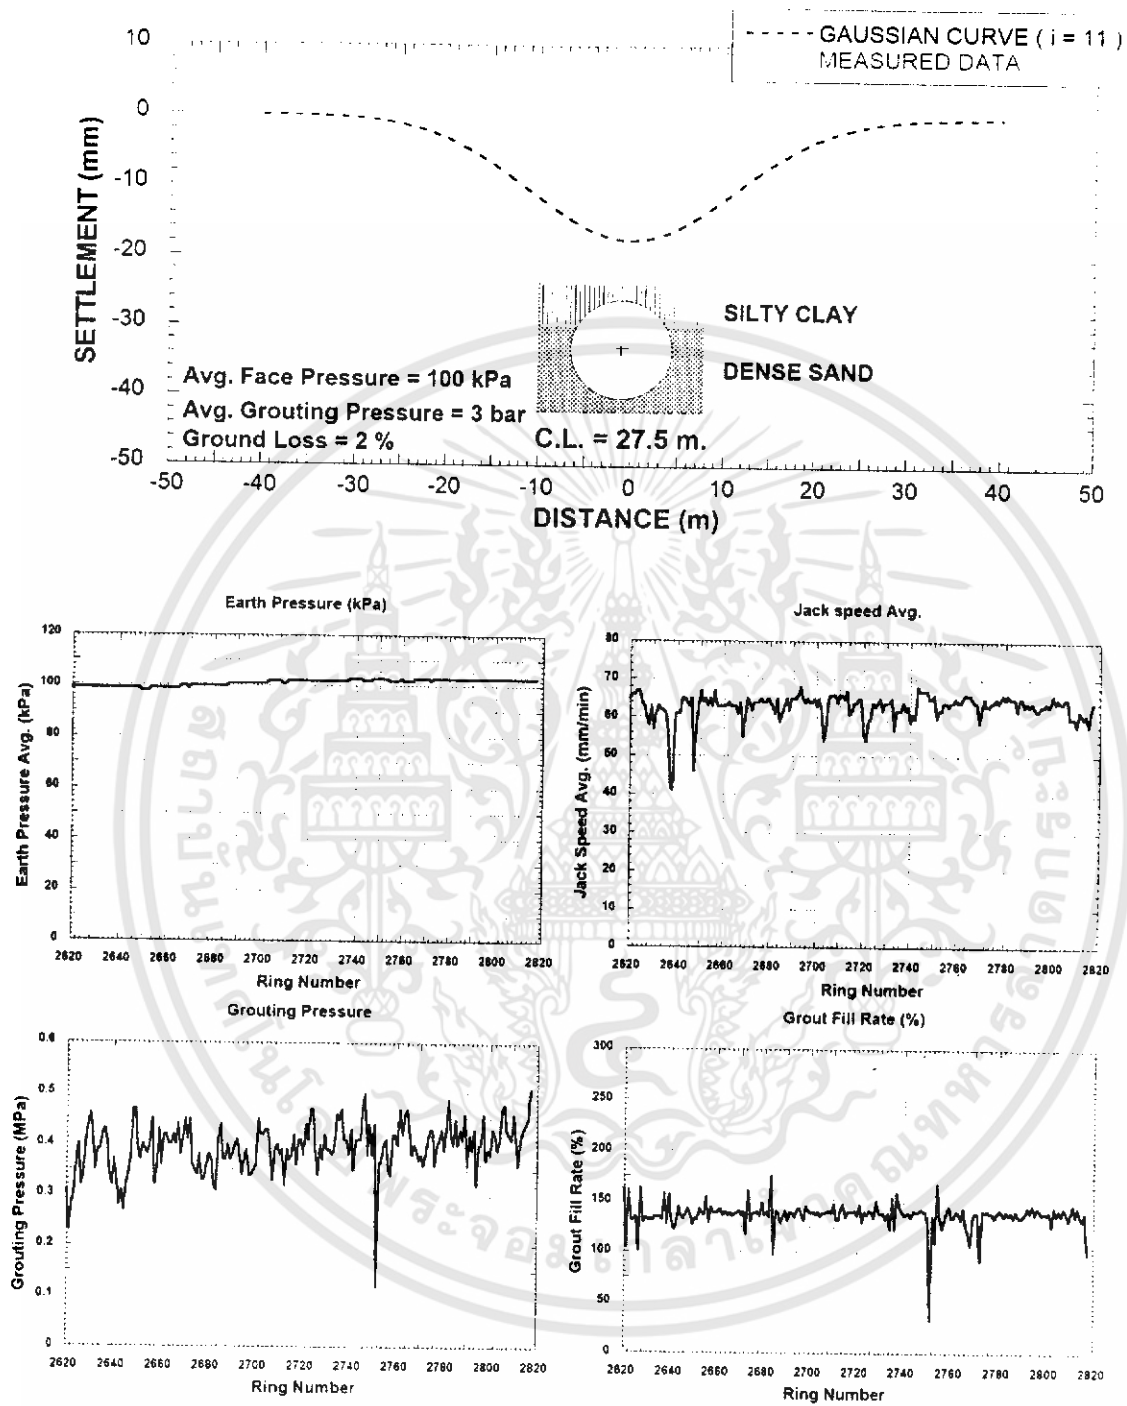 - - - - - GAUSSIAN CURVE ( i = 11 )
MEASURED DATA
10
0
-10
-20
-30
-40
-50
SETTLEMENT (mm)
SILTY CLAY
DENSE SAND
Avg. Face Pressure = 100 kPa
Avg. Grouting Pressure = 3 bar
Ground Loss = 2 %
C.L. = 27.5 m.
-50 -40 -30 -20 -10 0 10 20 30 40 50
DISTANCE (m)
Earth Pressure (kPa)
120
100
80
60
40
20
0
Earth Pressure Avg. (kPa)
2620 2640 2660 2680 2700 2720 2740 2760 2780 2800 2820
Ring Number
Jack speed Avg.
80
70
60
50
40
30
20
10
0
Jack Speed Avg. (mm/min)
2620 2640 2660 2680 2700 2720 2740 2760 2780 2800 2820
Ring Number
Grouting Pressure
0.6
0.5
0.4
0.3
0.2
0.1
0
Grouting Pressure (MPa)
2620 2640 2660 2680 2700 2720 2740 2760 2780 2800 2820
Ring Number
Grout Fill Rate (%)
300
250
200
150
100
50
0
Grout Fill Rate (%)
2620 2640 2660 2680 2700 2720 2740 2760 2780 2800 2820
Ring Number